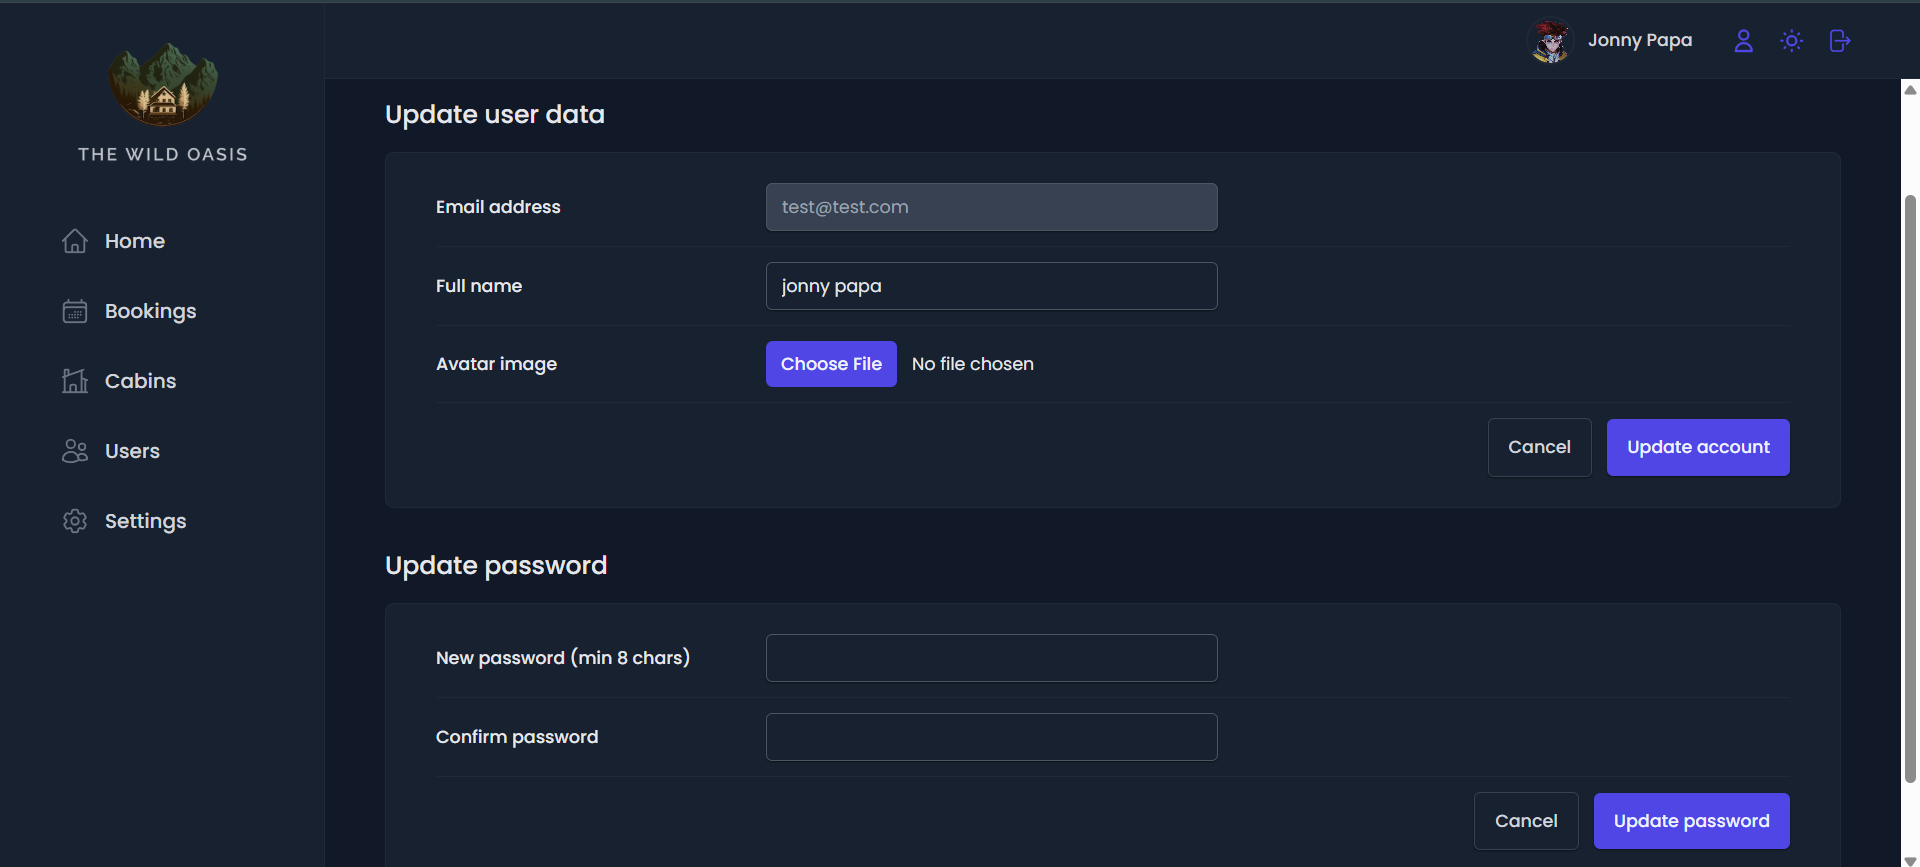 THE WILD OASIS
Home
Bookings
Cabins
Users
Settings
Jonny Papa
Update user data
Email address
test@test.com
Full name
jonny papa
Avatar image
Choose File No file chosen
Cancel
Update account
Update password
New password (min 8 chars)
Confirm password
Cancel
Update password